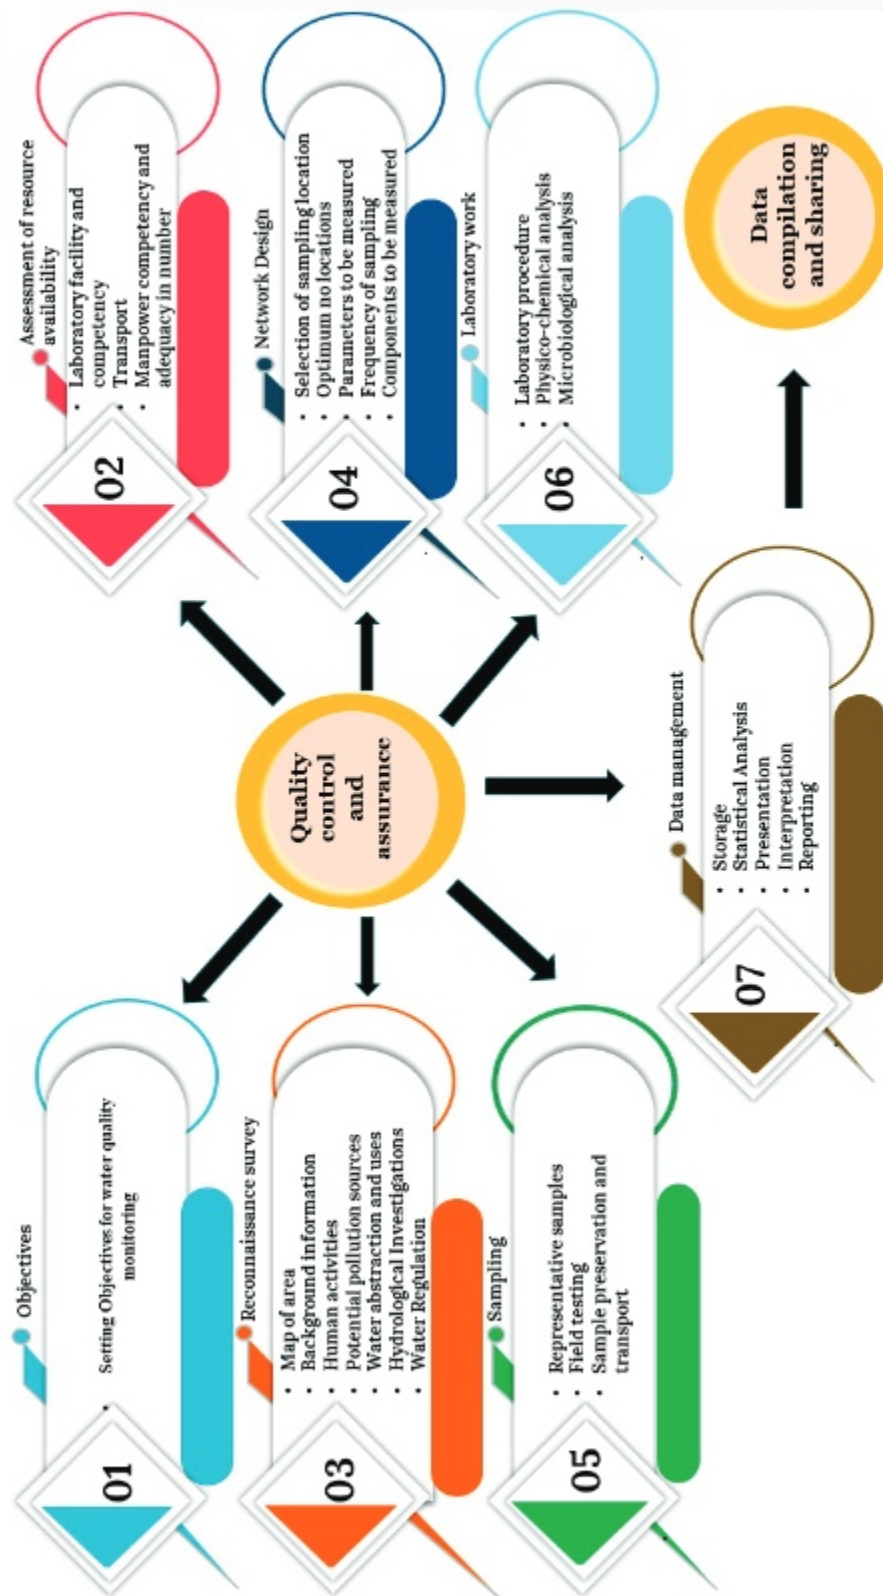 Objectives
01
Setting Objectives for water quality
monitoring
Assessment of resource
availability
02
• Laboratory facility and
competency
• Transport
• Manpower competency and
adequacy in number
Reconnaissance survey
03
• Map of area
• Background information
• Human activities
• Potential pollution sources
• Water abstraction and uses
• Hydrological Investigations
• Water Regulation
Quality
control
and
assurance
Network Design
04
• Selection of sampling location
• Optimum no locations
• Parameters to be measured
• Frequency of sampling
• Components to be measured
Sampling
05
• Representative samples
• Field testing
• Sample preservation and
transport
Laboratory work
06
• Laboratory procedure
• Physico-chemical analysis
• Microbiological analysis
Data management
07
• Storage
• Statistical Analysis
• Presentation
• Interpretation
• Reporting
Data
compilation
and sharing